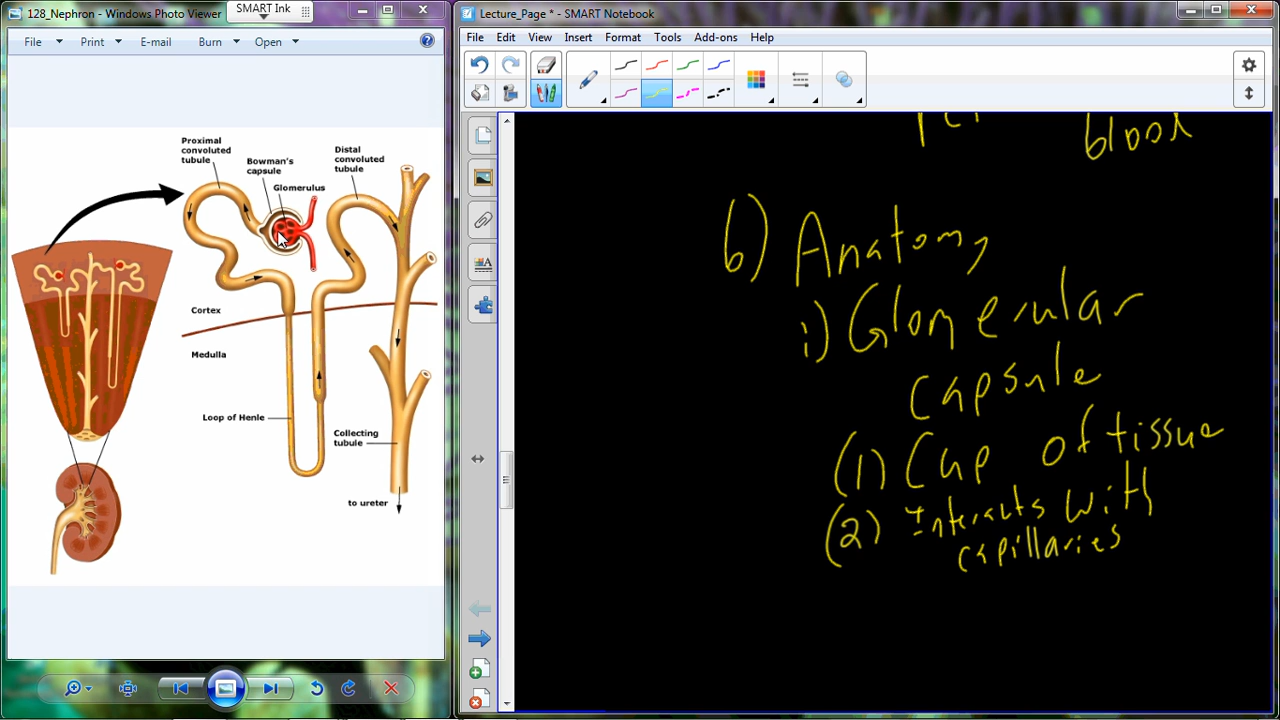 128_Nephron - Windows Photo Viewer
SMART Ink
File Print E-mail Burn Open
Proximal
convoluted
tubule
Bowman's
capsule
Glomerulus
Distal
convoluted
tubule
Cortex
Medulla
Loop of Henle
Collecting
tubule
to ureter
Lecture_Page * - SMART Notebook
File Edit View Insert Format Tools Add-ons Help
blood
b) Anatomy
i) Glomerular
capsule
(1) Cup of tissue
(2) Interacts with
capillaries